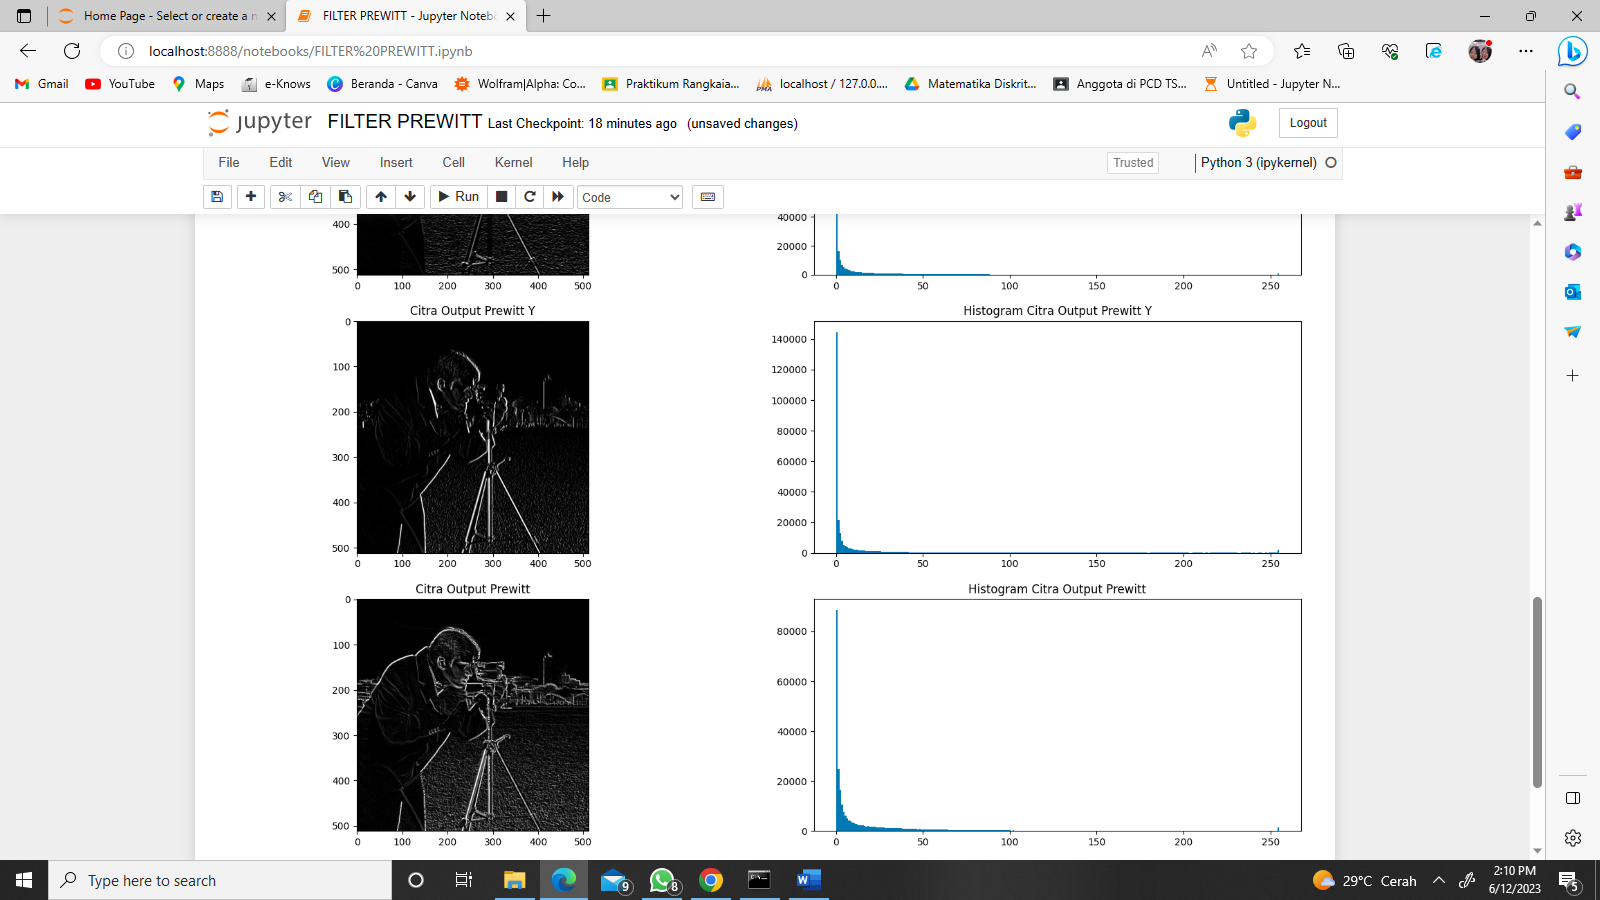 Home Page - Select or create a n
FILTER PREWITT - Jupyter Noteb
localhost:8888/notebooks/FILTER%20PREWITT.ipynb
Gmail YouTube Maps e-Knows Beranda - Canva Wolfram|Alpha: Co... Praktikum Rangkaia... localhost / 127.0.0.... Matematika Diskrit... Anggota di PCD TS... Untitled - Jupyter N...
jupyter FILTER PREWITT Last Checkpoint: 18 minutes ago (unsaved changes) Logout
File Edit View Insert Cell Kernel Help Trusted Python 3 (ipykernel)
Run Code
400
500
0 100 200 300 400 500
40000
20000
0
0 50 100 150 200 250
Citra Output Prewitt Y
0
100
200
300
400
500
0 100 200 300 400 500
Histogram Citra Output Prewitt Y
140000
120000
100000
80000
60000
40000
20000
0
0 50 100 150 200 250
Citra Output Prewitt
0
100
200
300
400
500
0 100 200 300 400 500
Histogram Citra Output Prewitt
80000
60000
40000
20000
0
0 50 100 150 200 250
Type here to search
9
8
29°C Cerah
2:10 PM
6/12/2023
5